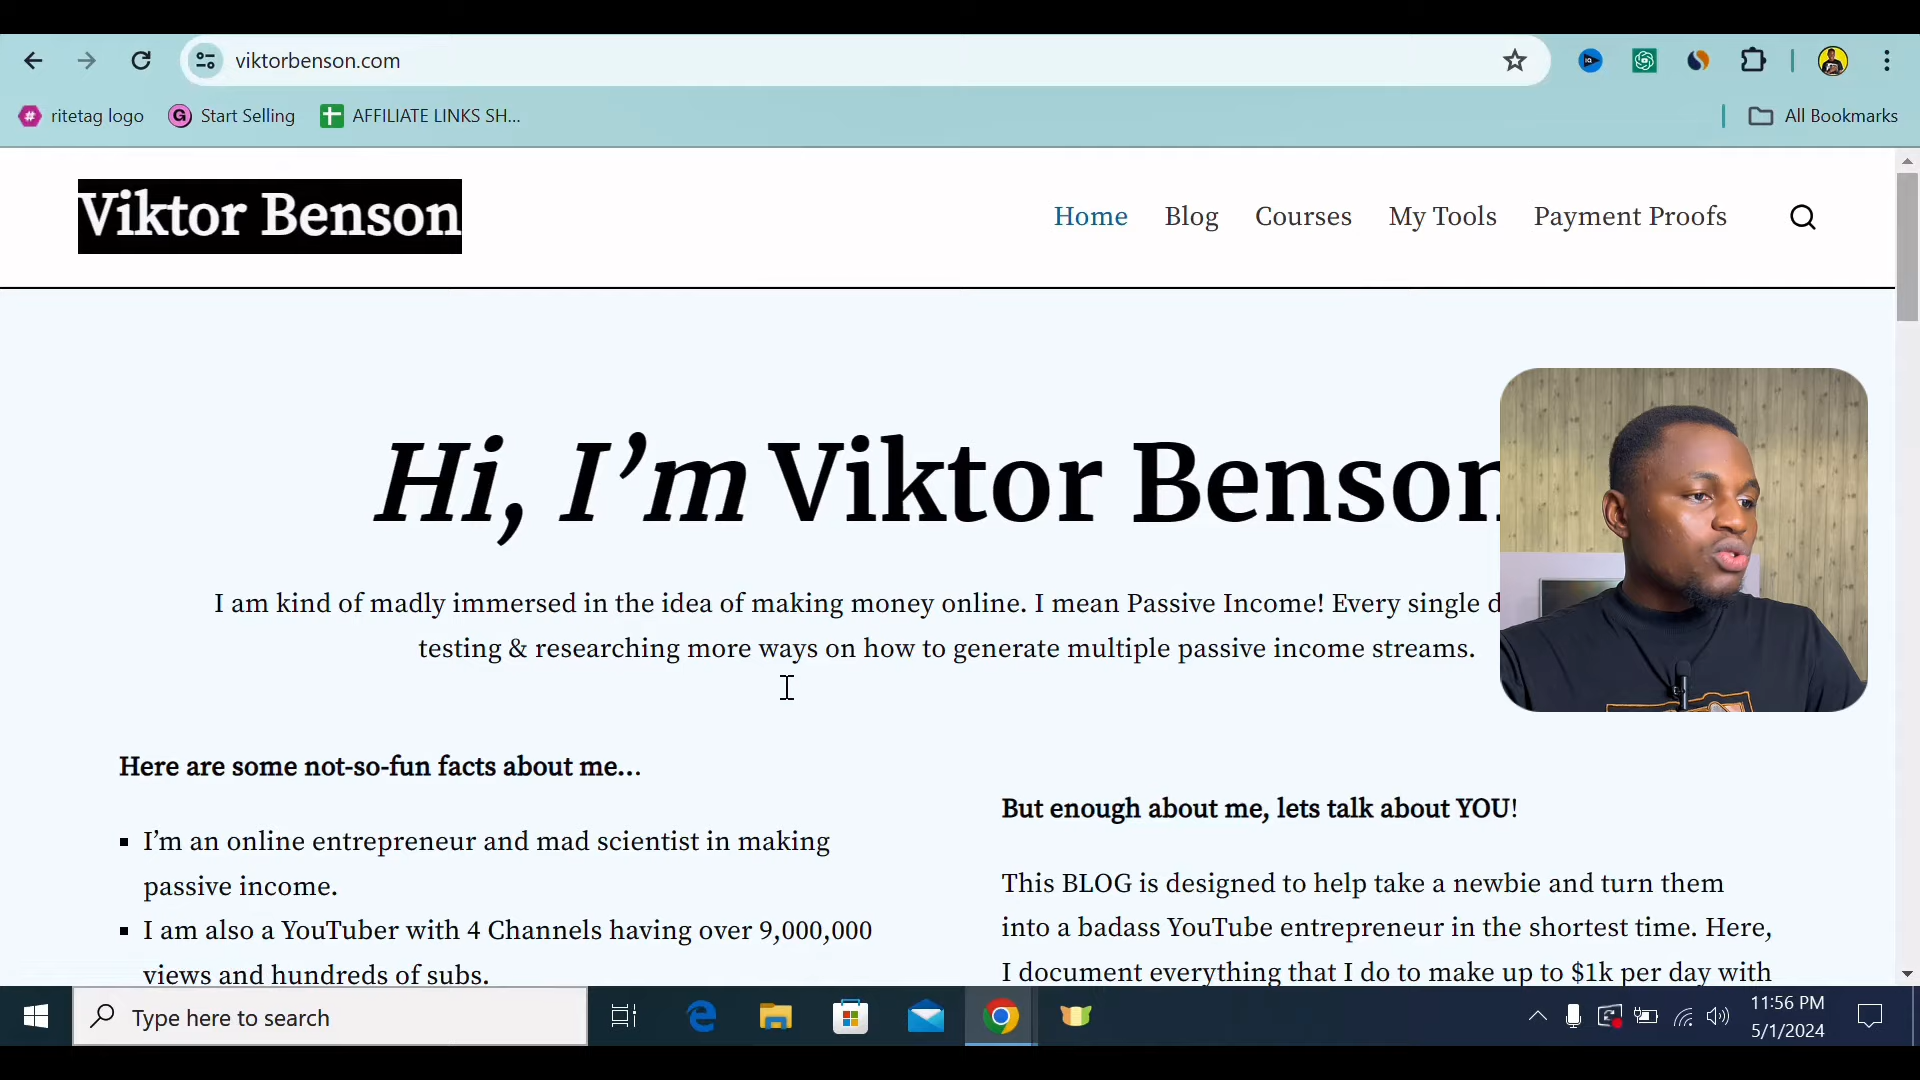 viktorbenson.com
ritetag logo
Start Selling
AFFILIATE LINKS SH...
All Bookmarks
Viktor Benson
Home
Blog
Courses
My Tools
Payment Proofs
Hi, I’m Viktor Benson
I am kind of madly immersed in the idea of making money online. I mean Passive Income! Every single
testing & researching more ways on how to generate multiple passive income streams.
Here are some not-so-fun facts about me…
I’m an online entrepreneur and mad scientist in making
passive income.
I am also a YouTuber with 4 Channels having over 9,000,000
views and hundreds of subs.
But enough about me, lets talk about YOU!
This BLOG is designed to help take a newbie and turn them
into a badass YouTube entrepreneur in the shortest time. Here,
I document everything that I do to make up to $1k per day with
Type here to search
11:56 PM
5/1/2024